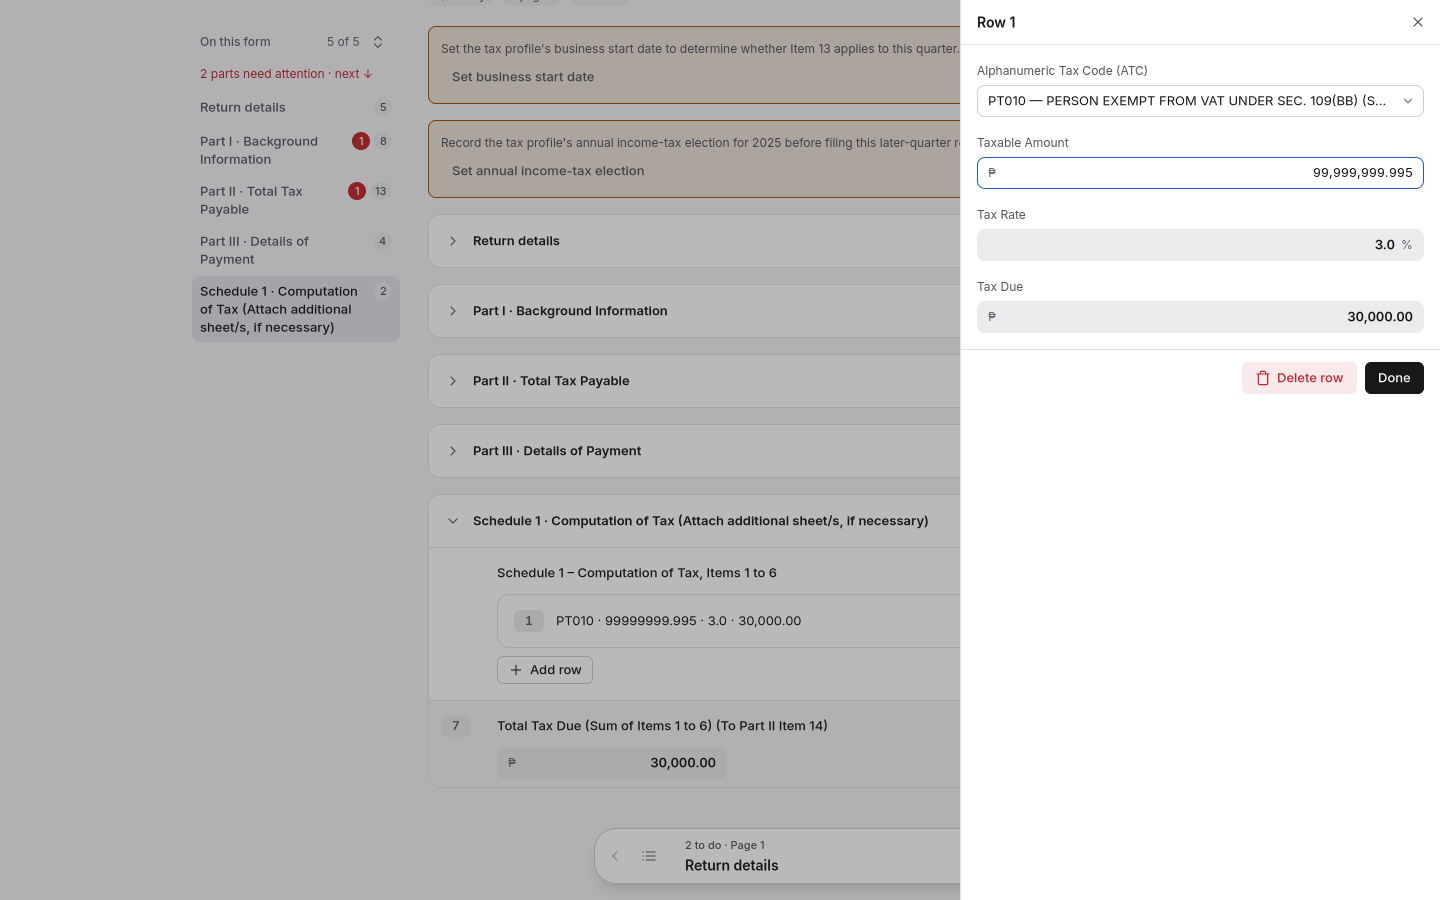 On this form
5 of 5
2 parts need attention · next ↓
Return details
5
Part I · Background
Information
1
8
Part II · Total Tax
Payable
1
13
Part III · Details of
Payment
4
Schedule 1 · Computation
of Tax (Attach additional
sheet/s, if necessary)
2
Set the tax profile's business start date to determine whether Item 13 applies to this quarter.
Set business start date
Record the tax profile's annual income-tax election for 2025 before filing this later-quarter
Set annual income-tax election
Return details
Part I · Background Information
Part II · Total Tax Payable
Part III · Details of Payment
Schedule 1 · Computation of Tax (Attach additional sheet/s, if necessary)
Schedule 1 – Computation of Tax, Items 1 to 6
1
PT010 · 99999999.995 · 3.0 · 30,000.00
Add row
7
Total Tax Due (Sum of Items 1 to 6) (To Part II Item 14)
₱ 30,000.00
2 to do · Page 1
Return details
Row 1
Alphanumeric Tax Code (ATC)
PT010 — PERSON EXEMPT FROM VAT UNDER SEC. 109(BB) (S...
Taxable Amount
₱ 99,999,999.995
Tax Rate
3.0 %
Tax Due
₱ 30,000.00
Delete row
Done